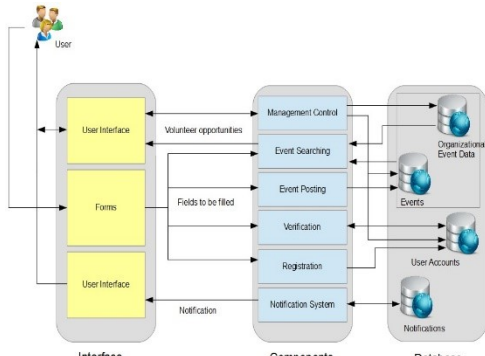 User
User Interface
Volunteer opportunities
Management Control
Event Searching
Organizationa
Event Data
Forms
Fields to be filled
Event Posting
Events
Verification
User Accounts
User Interface
Registration
Notification
Notification System
Notifications
Interface
Components
Database